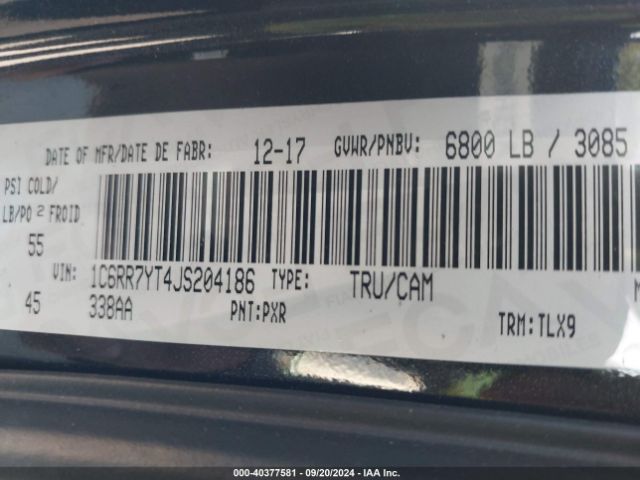 DATE OF MFR/DATE DE FABR: 12-17 GVWR/PNBV: 6800 LB / 3085
PSI COLD/
LB/PO 2 FROID
55
VIN: 1C6RR7YT4JS204186 TYPE: TRU/CAM
45 338AA PNT:PXR TRM:TLX9
000-40377581 - 09/20/2024 - IAA Inc.